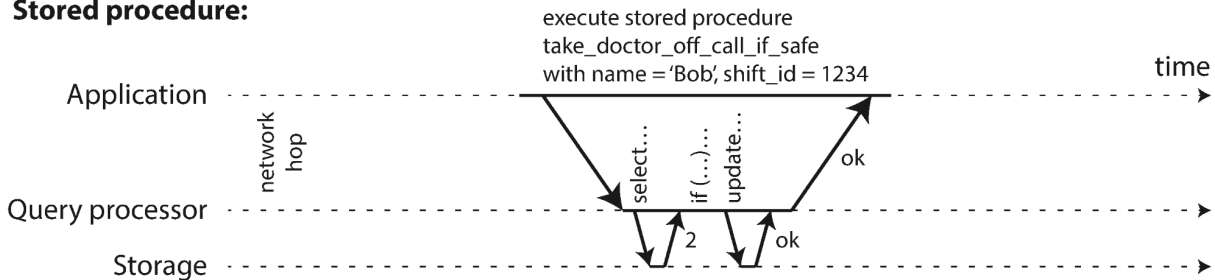 Stored procedure:
execute stored procedure
take_doctor_off_call_if_safe
with name = ‘Bob’, shift_id = 1234
time
Application
network
hop
select…
if (…)…
update…
ok
Query processor
2
ok
Storage